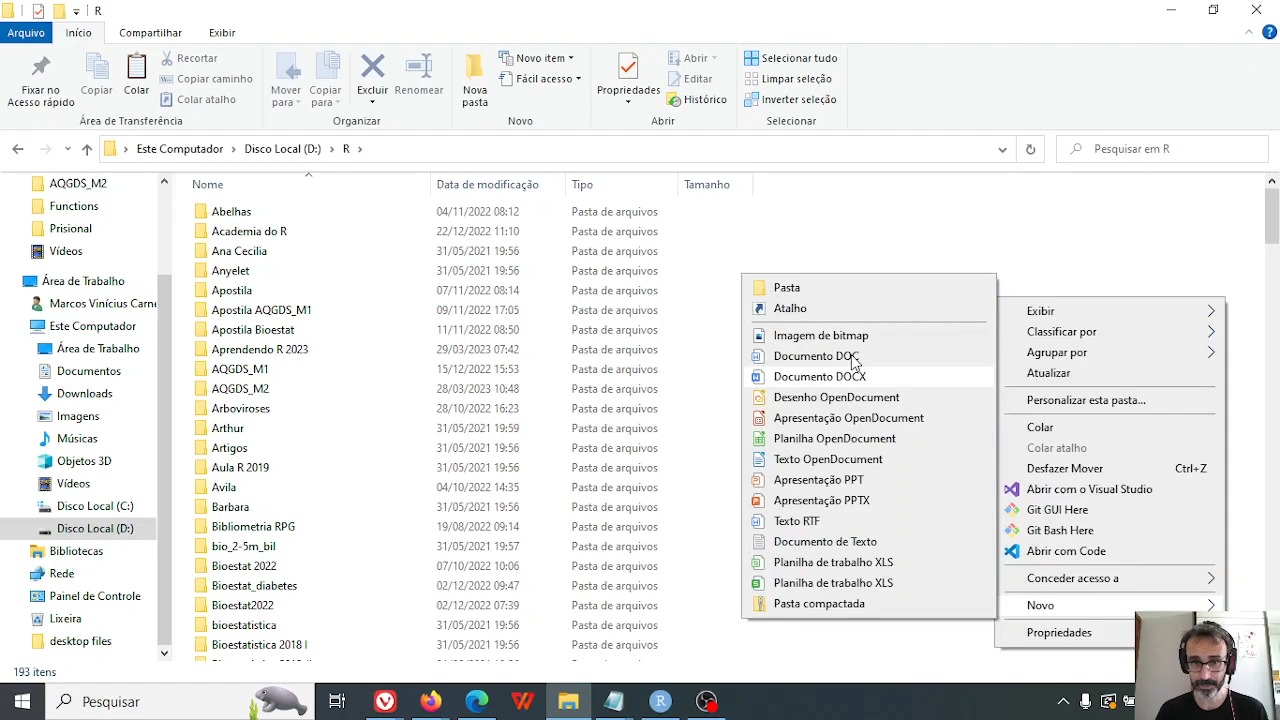 R
Arquivo
Início
Compartilhar
Exibir
Fixar no
Acesso rápido
Copiar
Colar
Recortar
Copiar caminho
Colar atalho
Área de Transferência
Mover
para
Copiar
para
Excluir
Renomear
Organizar
Nova
pasta
Novo item
Fácil acesso
Novo
Propriedades
Abrir
Editar
Histórico
Abrir
Selecionar tudo
Limpar seleção
Inverter seleção
Selecionar
Este Computador
Disco Local (D:)
R
Pesquisar em R
AQGDS_M2
Functions
Prisional
Vídeos
Área de Trabalho
Marcos Vinícius Carne
Este Computador
Área de Trabalho
Documentos
Downloads
Imagens
Músicas
Objetos 3D
Vídeos
Disco Local (C:)
Disco Local (D:)
Bibliotecas
Rede
Painel de Controle
Lixeira
desktop files
Nome Data de modificação Tipo Tamanho
Abelhas 04/11/2022 08:12 Pasta de arquivos
Academia do R 22/12/2022 11:10 Pasta de arquivos
Ana Cecilia 31/05/2021 19:56 Pasta de arquivos
Anyelet 31/05/2021 19:56 Pasta de arquivos
Apostila 07/11/2022 08:14 Pasta de arquivos
Apostila AQGDS_M1 09/11/2022 17:05 Pasta de arquivos
Apostila Bioestat 11/11/2022 08:50 Pasta de arquivos
Aprendendo R 2023 29/03/2023 07:42 Pasta de arquivos
AQGDS_M1 15/12/2022 15:53 Pasta de arquivos
AQGDS_M2 28/03/2023 10:48 Pasta de arquivos
Arboviroses 28/10/2022 16:23 Pasta de arquivos
Arthur 31/05/2021 19:59 Pasta de arquivos
Artigos 31/05/2021 19:56 Pasta de arquivos
Aula R 2019 31/05/2021 19:56 Pasta de arquivos
Avila 04/10/2022 14:35 Pasta de arquivos
Barbara 31/05/2021 19:56 Pasta de arquivos
Bibliometria RPG 19/08/2022 09:14 Pasta de arquivos
bio_2-5m_bil 31/05/2021 19:57 Pasta de arquivos
Bioestat 2022 07/10/2022 10:06 Pasta de arquivos
Bioestat_diabetes 02/12/2022 09:47 Pasta de arquivos
Bioestat2022 02/12/2022 07:39 Pasta de arquivos
bioestatistica 31/05/2021 19:56 Pasta de arquivos
Bioestatistica 2018 I 31/05/2021 19:56 Pasta de arquivos
Pasta
Atalho
Imagem de bitmap
Documento DOC
Documento DOCX
Desenho OpenDocument
Apresentação OpenDocument
Planilha OpenDocument
Texto OpenDocument
Apresentação PPT
Apresentação PPTX
Texto RTF
Documento de Texto
Planilha de trabalho XLS
Planilha de trabalho XLS
Pasta compactada
Exibir
Classificar por
Agrupar por
Atualizar
Personalizar esta pasta...
Colar
Colar atalho
Desfazer Mover Ctrl+Z
Abrir com o Visual Studio
Git GUI Here
Git Bash Here
Abrir com Code
Conceder acesso a
Novo
Propriedades
193 itens
Pesquisar